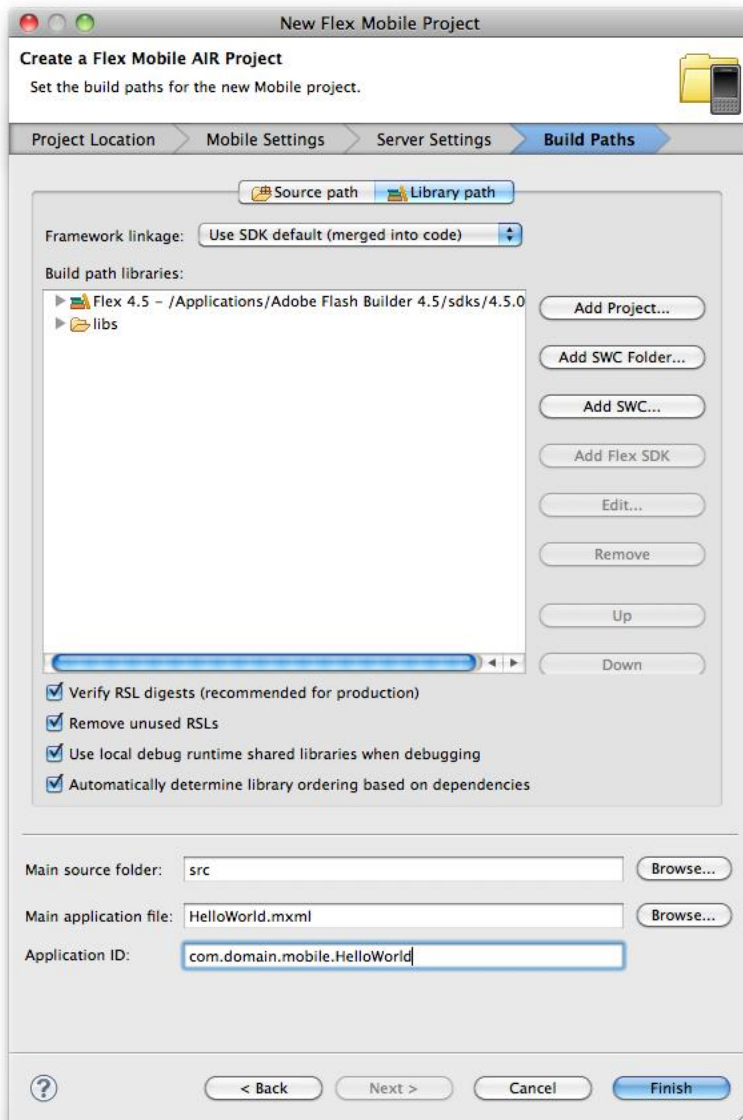 New Flex Mobile Project
Create a Flex Mobile AIR Project
Set the build paths for the new Mobile project.
Project Location Mobile Settings Server Settings Build Paths
Source path Library path
Framework linkage: Use SDK default (merged into code)
Build path libraries:
Flex 4.5 – /Applications/Adobe Flash Builder 4.5/sdks/4.5.0
libs
Add Project...
Add SWC Folder...
Add SWC...
Add Flex SDK
Edit...
Remove
Up
Down
Verify RSL digests (recommended for production)
Remove unused RSLs
Use local debug runtime shared libraries when debugging
Automatically determine library ordering based on dependencies
Main source folder: src Browse...
Main application file: HelloWorld.mxml Browse...
Application ID: com.domain.mobile.HelloWorld
? < Back Next > Cancel Finish